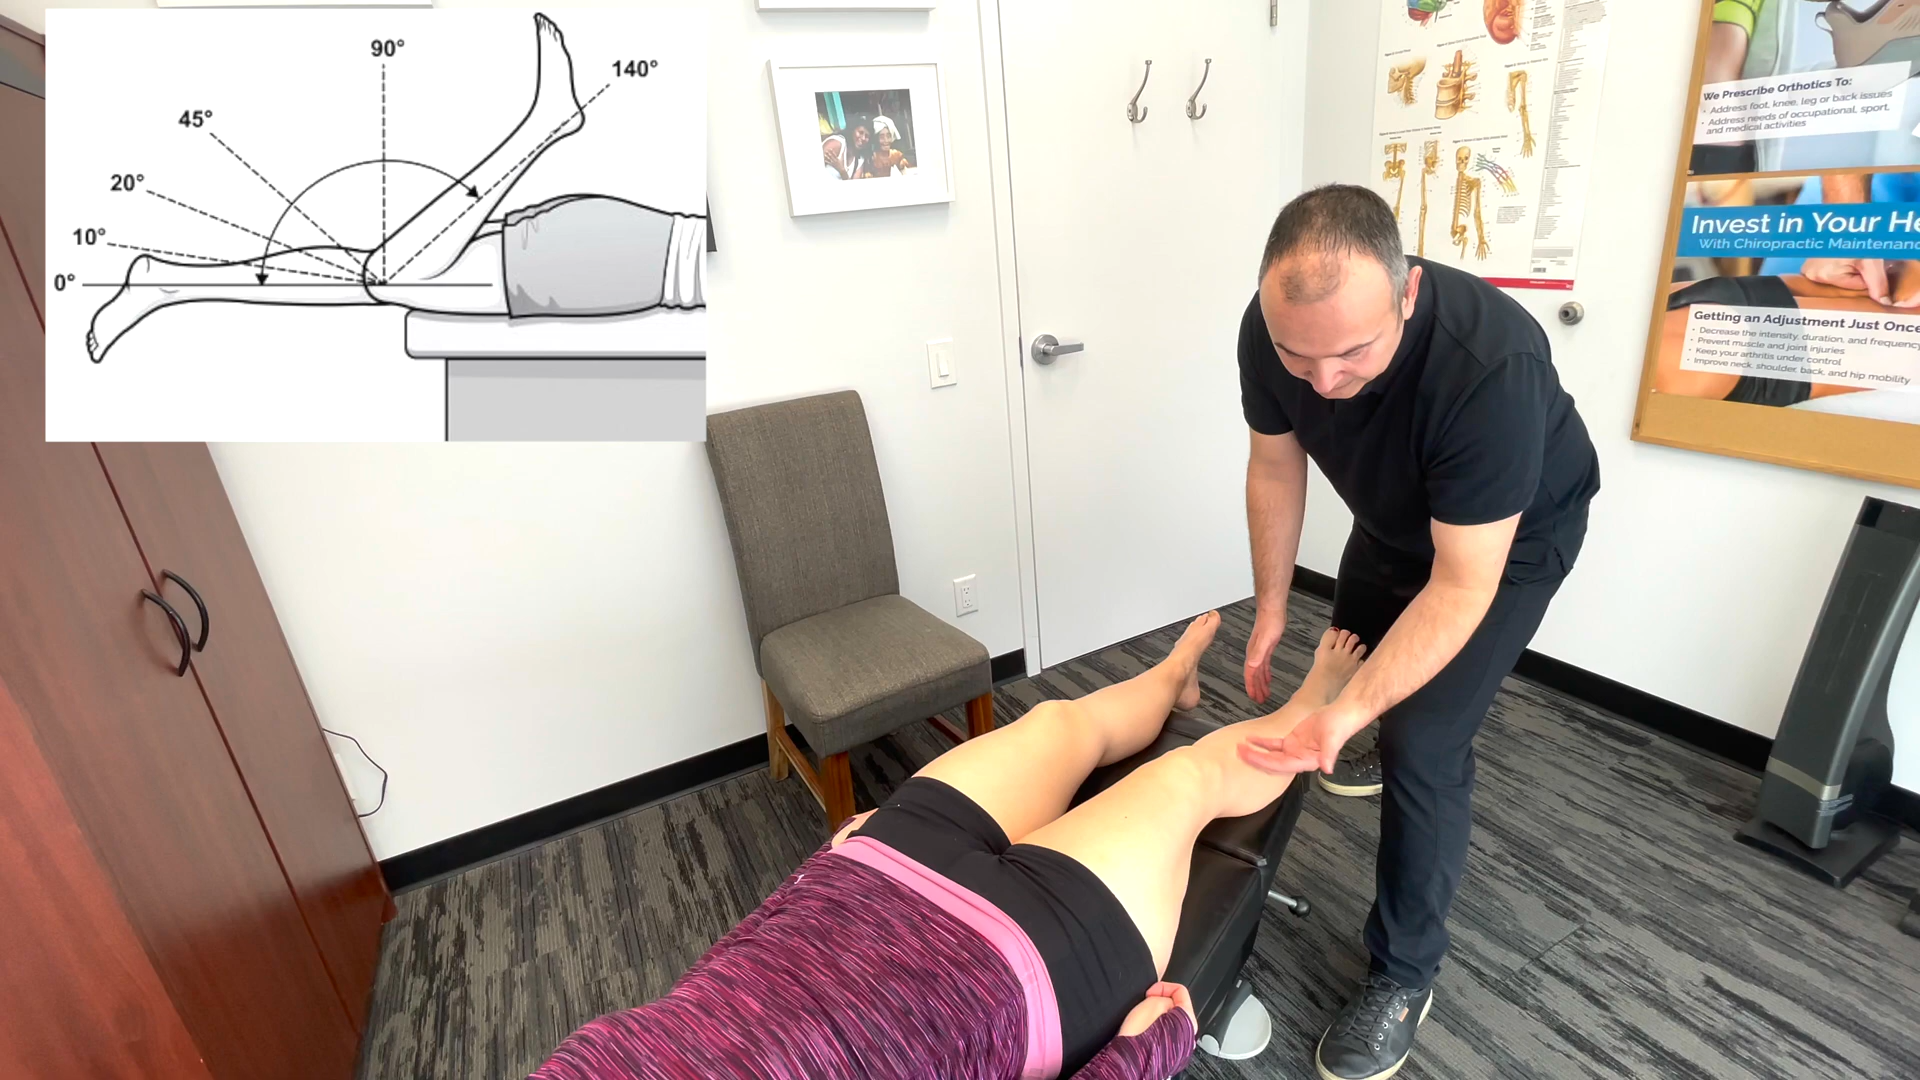 90°
140°
45°
20°
10°
0°
We Prescribe Orthotics To:
• Address foot, knee, leg or back issues
• Address needs of occupational, sport,
and medical activities
Invest in Your He
With Chiropractic Maintenanc
Getting an Adjustment Just Once
• Decrease the intensity, duration, and frequency
• Prevent muscle and joint injuries
• Keep your arthritis under control
• Improve neck, shoulder, back, and hip mobility